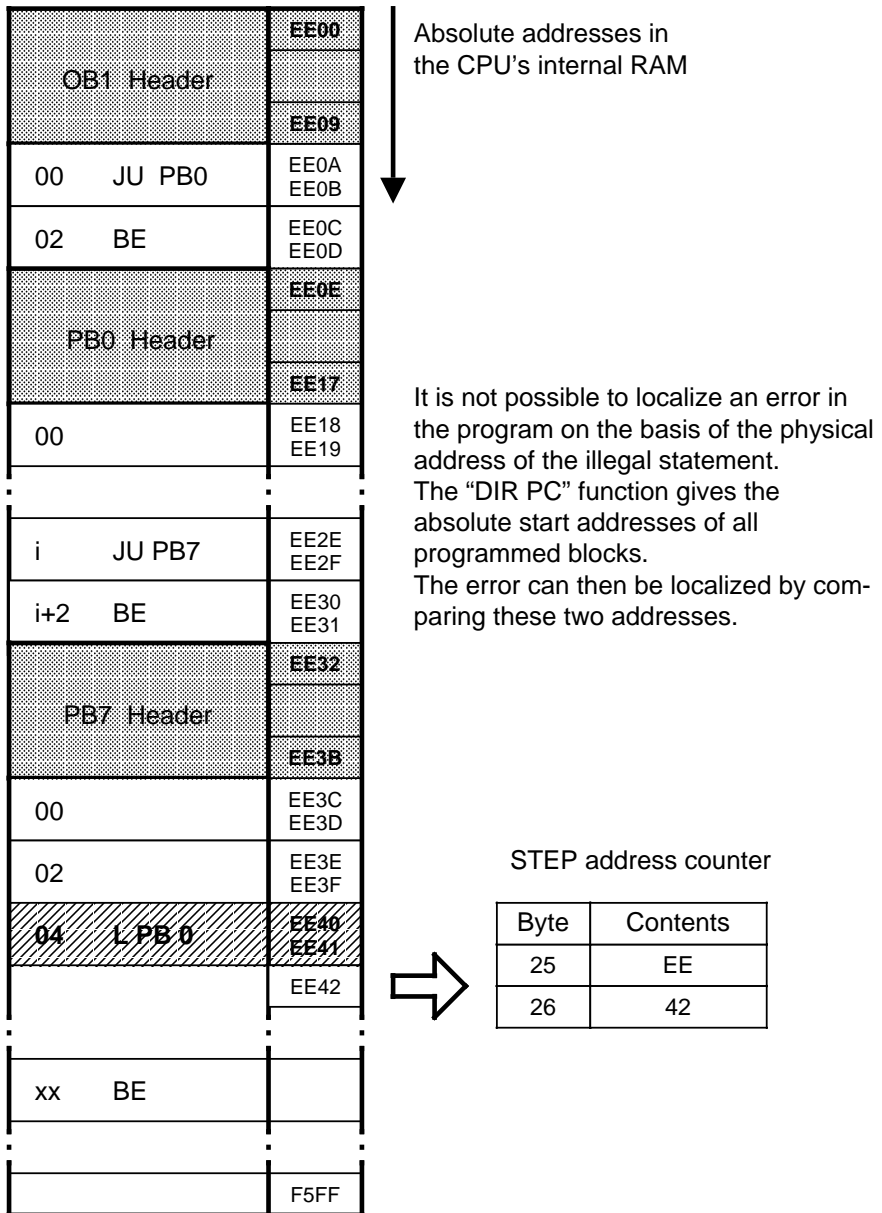 EE00
OB1 Header
EE09
00 JU PB0 EE0A
EE0B
02 BE EE0C
EE0D
EE0E
PB0 Header
EE17
00 EE18
EE19
i JU PB7 EE2E
EE2F
i+2 BE EE30
EE31
EE32
PB7 Header
EE3B
00 EE3C
EE3D
02 EE3E
EE3F
04 L PB 0 EE40
EE41
EE42
xx BE
F5FF
Absolute addresses in
the CPU’s internal RAM
It is not possible to localize an error in
the program on the basis of the physical
address of the illegal statement.
The “DIR PC” function gives the
absolute start addresses of all
programmed blocks.
The error can then be localized by com-
paring these two addresses.
STEP address counter
Byte Contents
25 EE
26 42